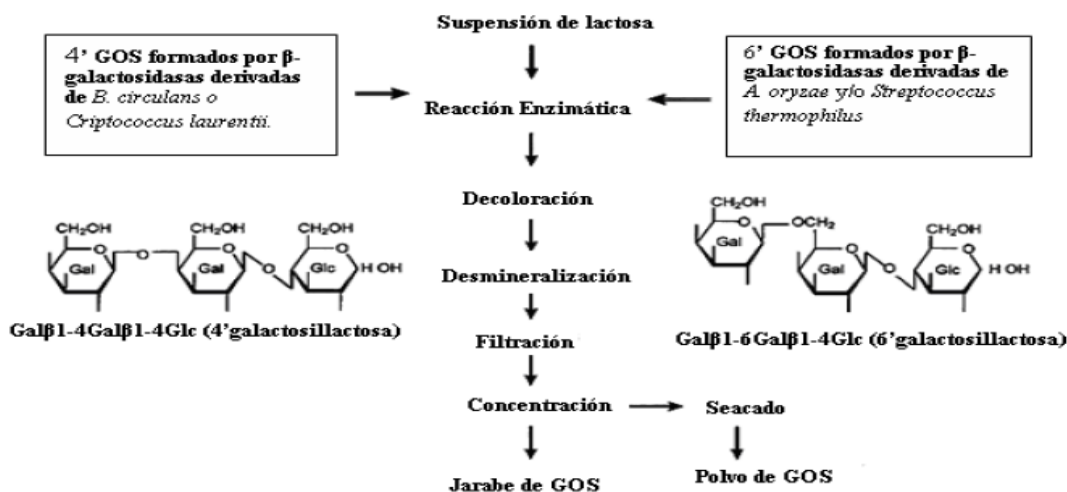 Suspensión de lactosa
4' GOS formados por β-
galactosidasas derivadas
de B. circulans o
Criptococcus laurentii.
6' GOS formados por β-
galactosidasas derivadas de
A. oryzae y/o Streptococcus
thermophilus
Reacción Enzimática
Decoloración
CH₂OH
CH₂OH
CH₂OH
O
O
O
O
O
Gal
Gal
Glc
H OH
Galβ1-4Galβ1-4Glc (4'galactosillactosa)
CH₂OH
O
OCH₂
CH₂OH
Gal
O
O
O
Gal
Glc
H OH
Galβ1-6Galβ1-4Glc (6'galactosillactosa)
Desmineralización
Filtración
Concentración
Seacado
Jarabe de GOS
Polvo de GOS